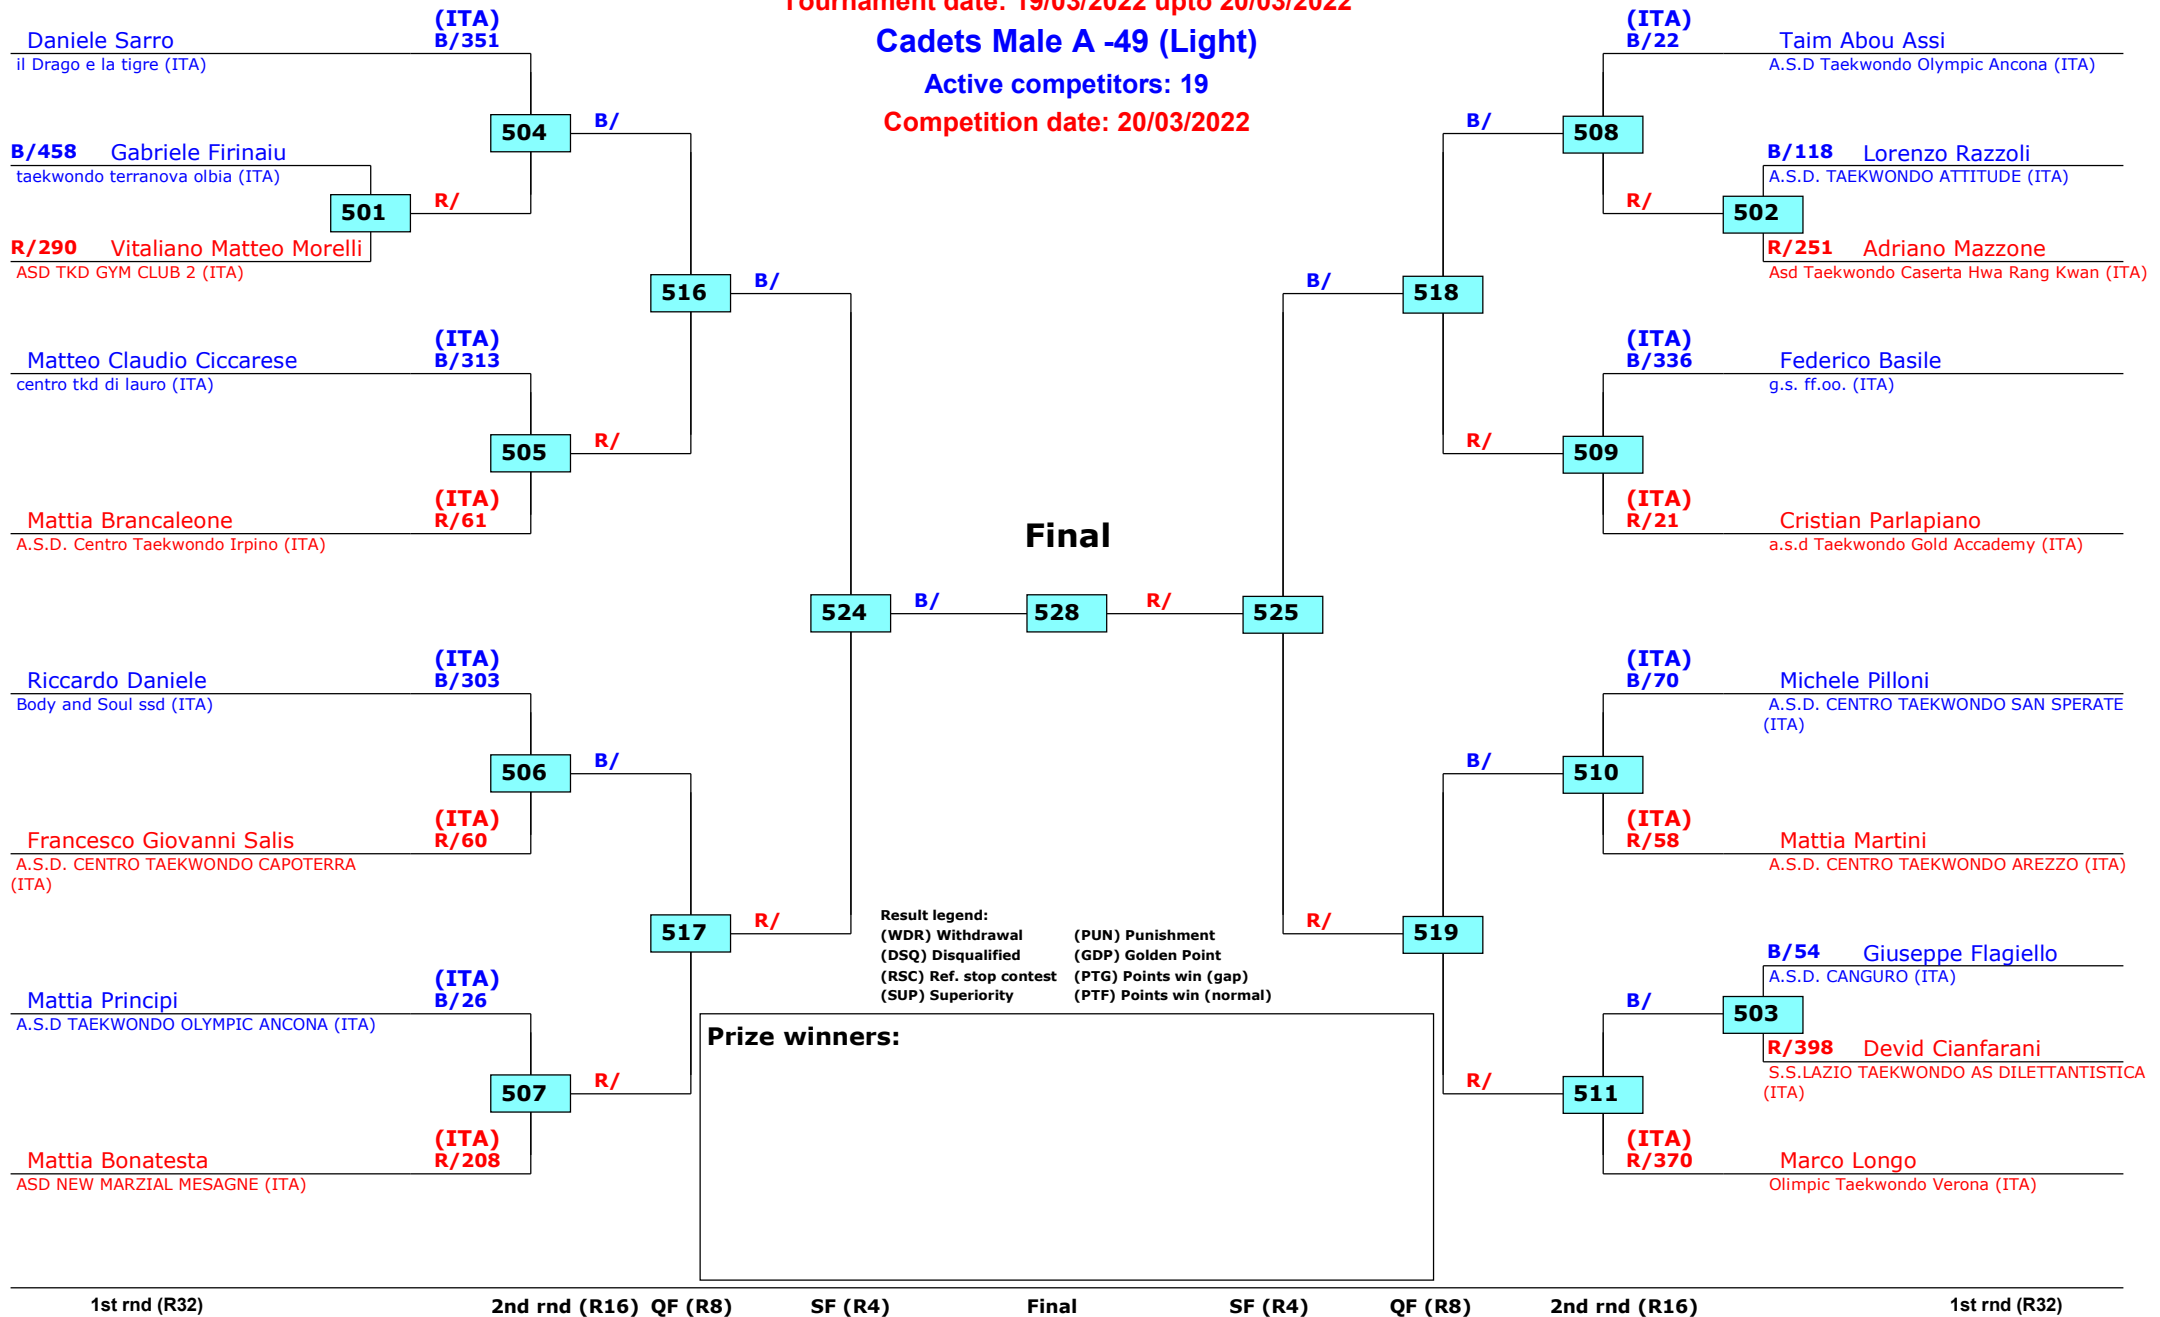 Tournament date: 19/03/2022 upto 20/03/2022
Cadets Male A -49 (Light)
Active competitors: 19
Competition date: 20/03/2022
(ITA)
Daniele Sarro B/351
il Drago e la tigre (ITA)
504 B/
B/458 Gabriele Firinaiu
taekwondo terranova olbia (ITA)
501 R/
R/290 Vitaliano Matteo Morelli
ASD TKD GYM CLUB 2 (ITA)
516 B/
(ITA)
Matteo Claudio Ciccarese B/313
centro tkd di lauro (ITA)
505 R/
(ITA)
Mattia Brancaleone R/61
A.S.D. Centro Taekwondo Irpino (ITA)
524 B/
(ITA)
Riccardo Daniele B/303
Body and Soul ssd (ITA)
506 B/
(ITA)
Francesco Giovanni Salis R/60
A.S.D. CENTRO TAEKWONDO CAPOTERRA
(ITA)
517 R/
(ITA)
Mattia Principi B/26
A.S.D TAEKWONDO OLYMPIC ANCONA (ITA)
507 R/
(ITA)
Mattia Bonatesta R/208
ASD NEW MARZIAL MESAGNE (ITA)
Final
528
(ITA)
B/22 Taim Abou Assi
A.S.D Taekwondo Olympic Ancona (ITA)
B/ 508
B/118 Lorenzo Razzoli
A.S.D. TAEKWONDO ATTITUDE (ITA)
R/ 502
R/251 Adriano Mazzone
Asd Taekwondo Caserta Hwa Rang Kwan (ITA)
B/ 518
(ITA)
B/336 Federico Basile
g.s. ff.oo. (ITA)
R/ 509
(ITA)
R/21 Cristian Parlapiano
a.s.d Taekwondo Gold Accademy (ITA)
R/ 525
(ITA)
B/70 Michele Pilloni
A.S.D. CENTRO TAEKWONDO SAN SPERATE
(ITA)
B/ 510
(ITA)
R/58 Mattia Martini
A.S.D. CENTRO TAEKWONDO AREZZO (ITA)
R/ 519
B/54 Giuseppe Flagiello
A.S.D. CANGURO (ITA)
B/ 503
R/398 Devid Cianfarani
S.S.LAZIO TAEKWONDO AS DILETTANTISTICA
(ITA)
R/ 511
(ITA)
R/370 Marco Longo
Olimpic Taekwondo Verona (ITA)
Result legend:
(WDR) Withdrawal (PUN) Punishment
(DSQ) Disqualified (GDP) Golden Point
(RSC) Ref. stop contest (PTG) Points win (gap)
(SUP) Superiority (PTF) Points win (normal)
Prize winners:
1st rnd (R32) 2nd rnd (R16) QF (R8) SF (R4) Final SF (R4) QF (R8) 2nd rnd (R16) 1st rnd (R32)